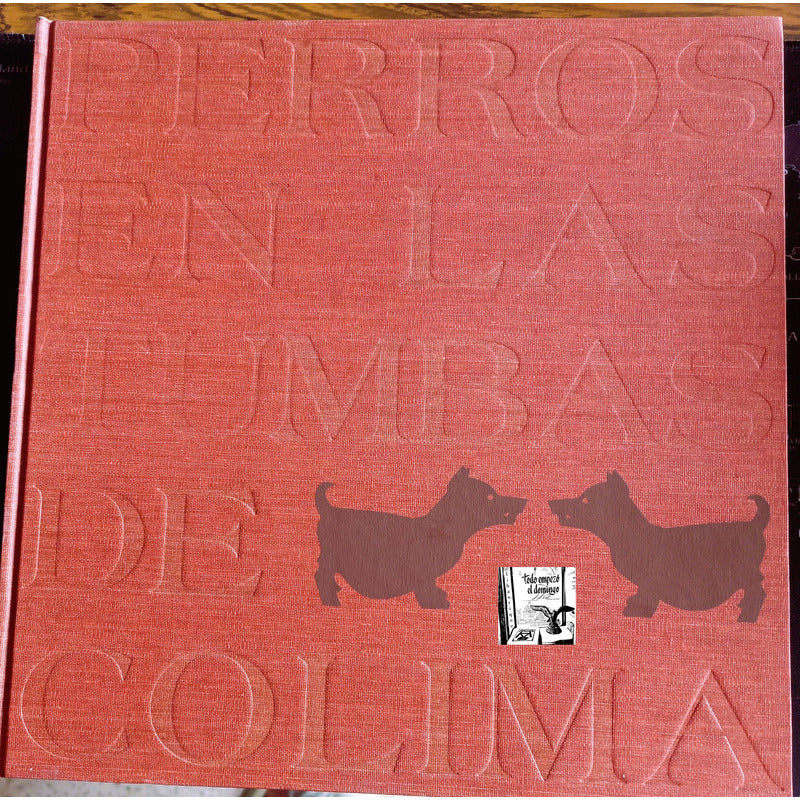 PERROS
EN LAS
TUMBAS
DE
todo empezó
el domingo
COLIMA